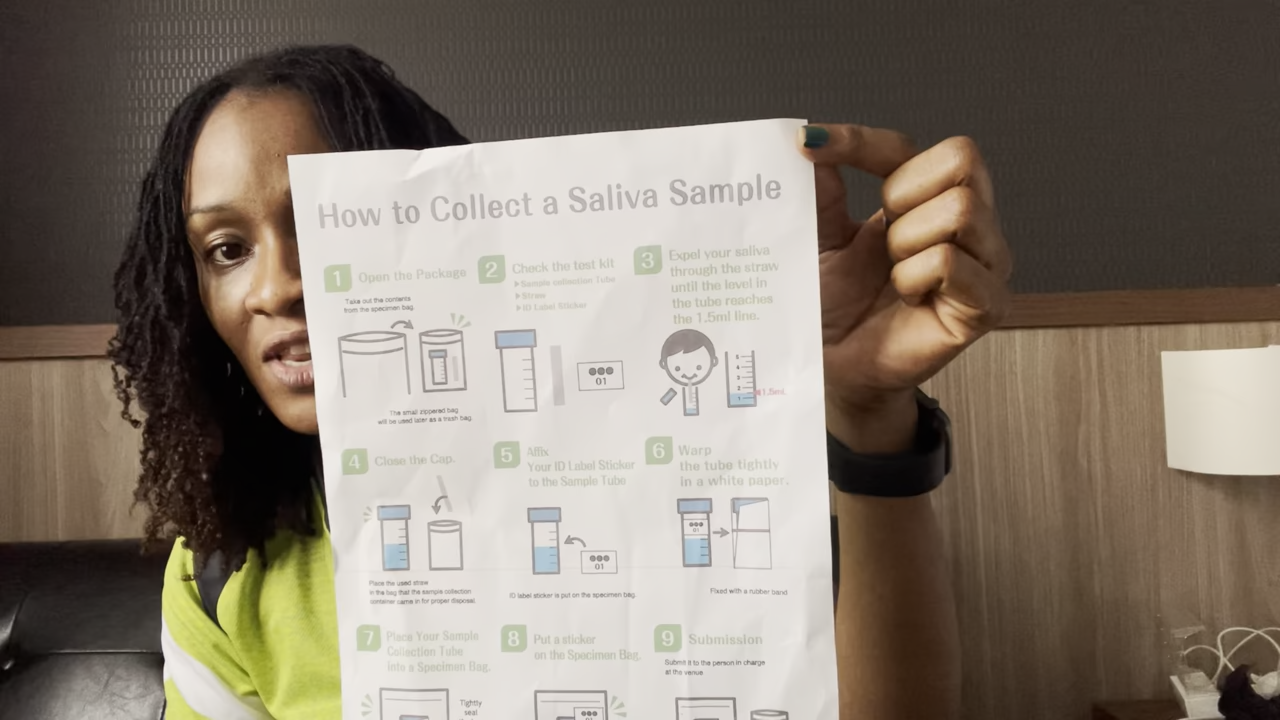 How to Collect a Saliva Sample
1 Open the Package
Take out the contents
from the specimen bag.
The small zippered bag
will be used later as a trash bag.
2 Check the test kit
▶Sample collection Tube
▶Straw
▶ID Label Sticker
01
3 Expel your saliva
through the straw
until the level in
the tube reaches
the 1.5ml line.
5
4
3
2
1
1.5mL
4 Close the Cap.
Place the used straw
in the bag that the sample collection
container came in for proper disposal.
5 Affix
Your ID Label Sticker
to the Sample Tube
01
ID label sticker is put on the specimen bag.
6 Warp
the tube tightly
in a white paper.
01
Fixed with a rubber band
7 Place Your Sample
Collection Tube
into a Specimen Bag.
Tightly
seal
8 Put a sticker
on the Specimen Bag.
9 Submission
Submit it to the person in charge
at the venue